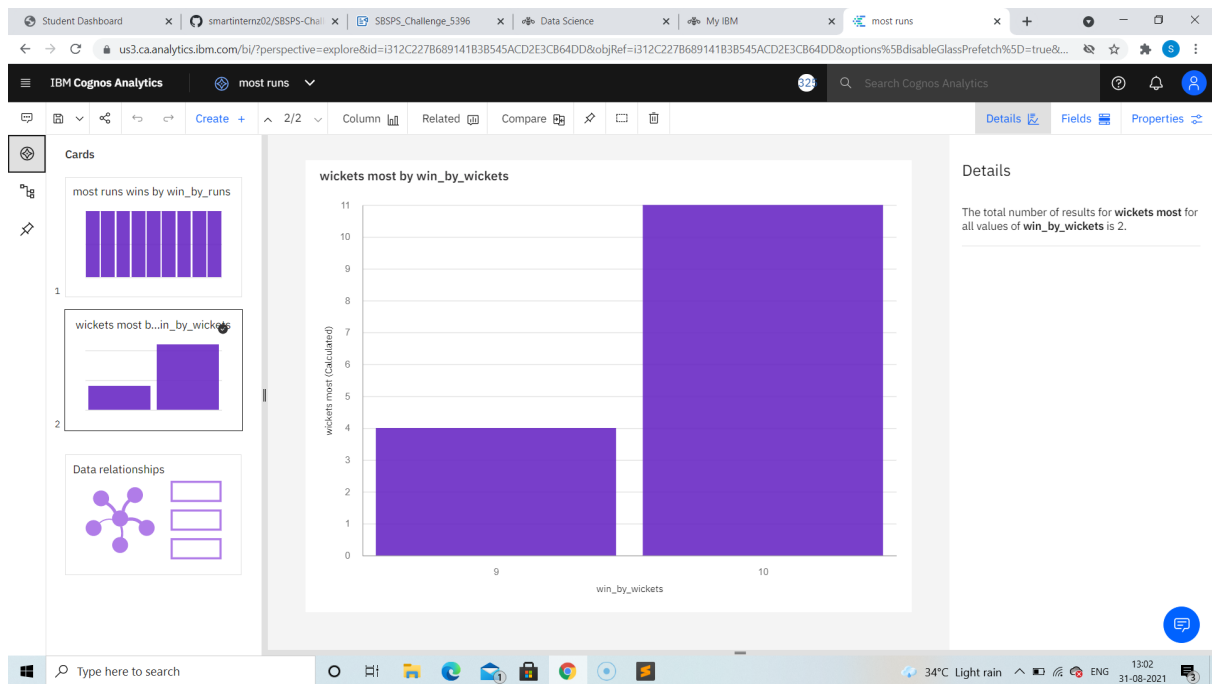 Student Dashboard
smartinternz02/SBSPS-Chall
SBSPS_Challenge_5396
Data Science
My IBM
most runs
us3.ca.analytics.ibm.com/bi/?perspective=explore&id=i312C227B689141B3B545ACD2E3CB64DD&objRef=i312C227B689141B3B545ACD2E3CB64DD&options%5BdisableGlassPrefetch%5D=true&...
S
IBM Cognos Analytics
most runs
Search Cognos Analytics
Create +
2/2
Column
Related
Compare
Details
Fields
Properties
Cards
most runs wins by win_by_runs
1
wickets most b...in_by_wickets
2
Data relationships
wickets most by win_by_wickets
11
10
9
8
7
6
5
4
3
2
1
0
wickets most (Calculated)
9
10
win_by_wickets
Details
The total number of results for wickets most for
all values of win_by_wickets is 2.
Type here to search
1
34°C Light rain
ENG
13:02
31-08-2021
3